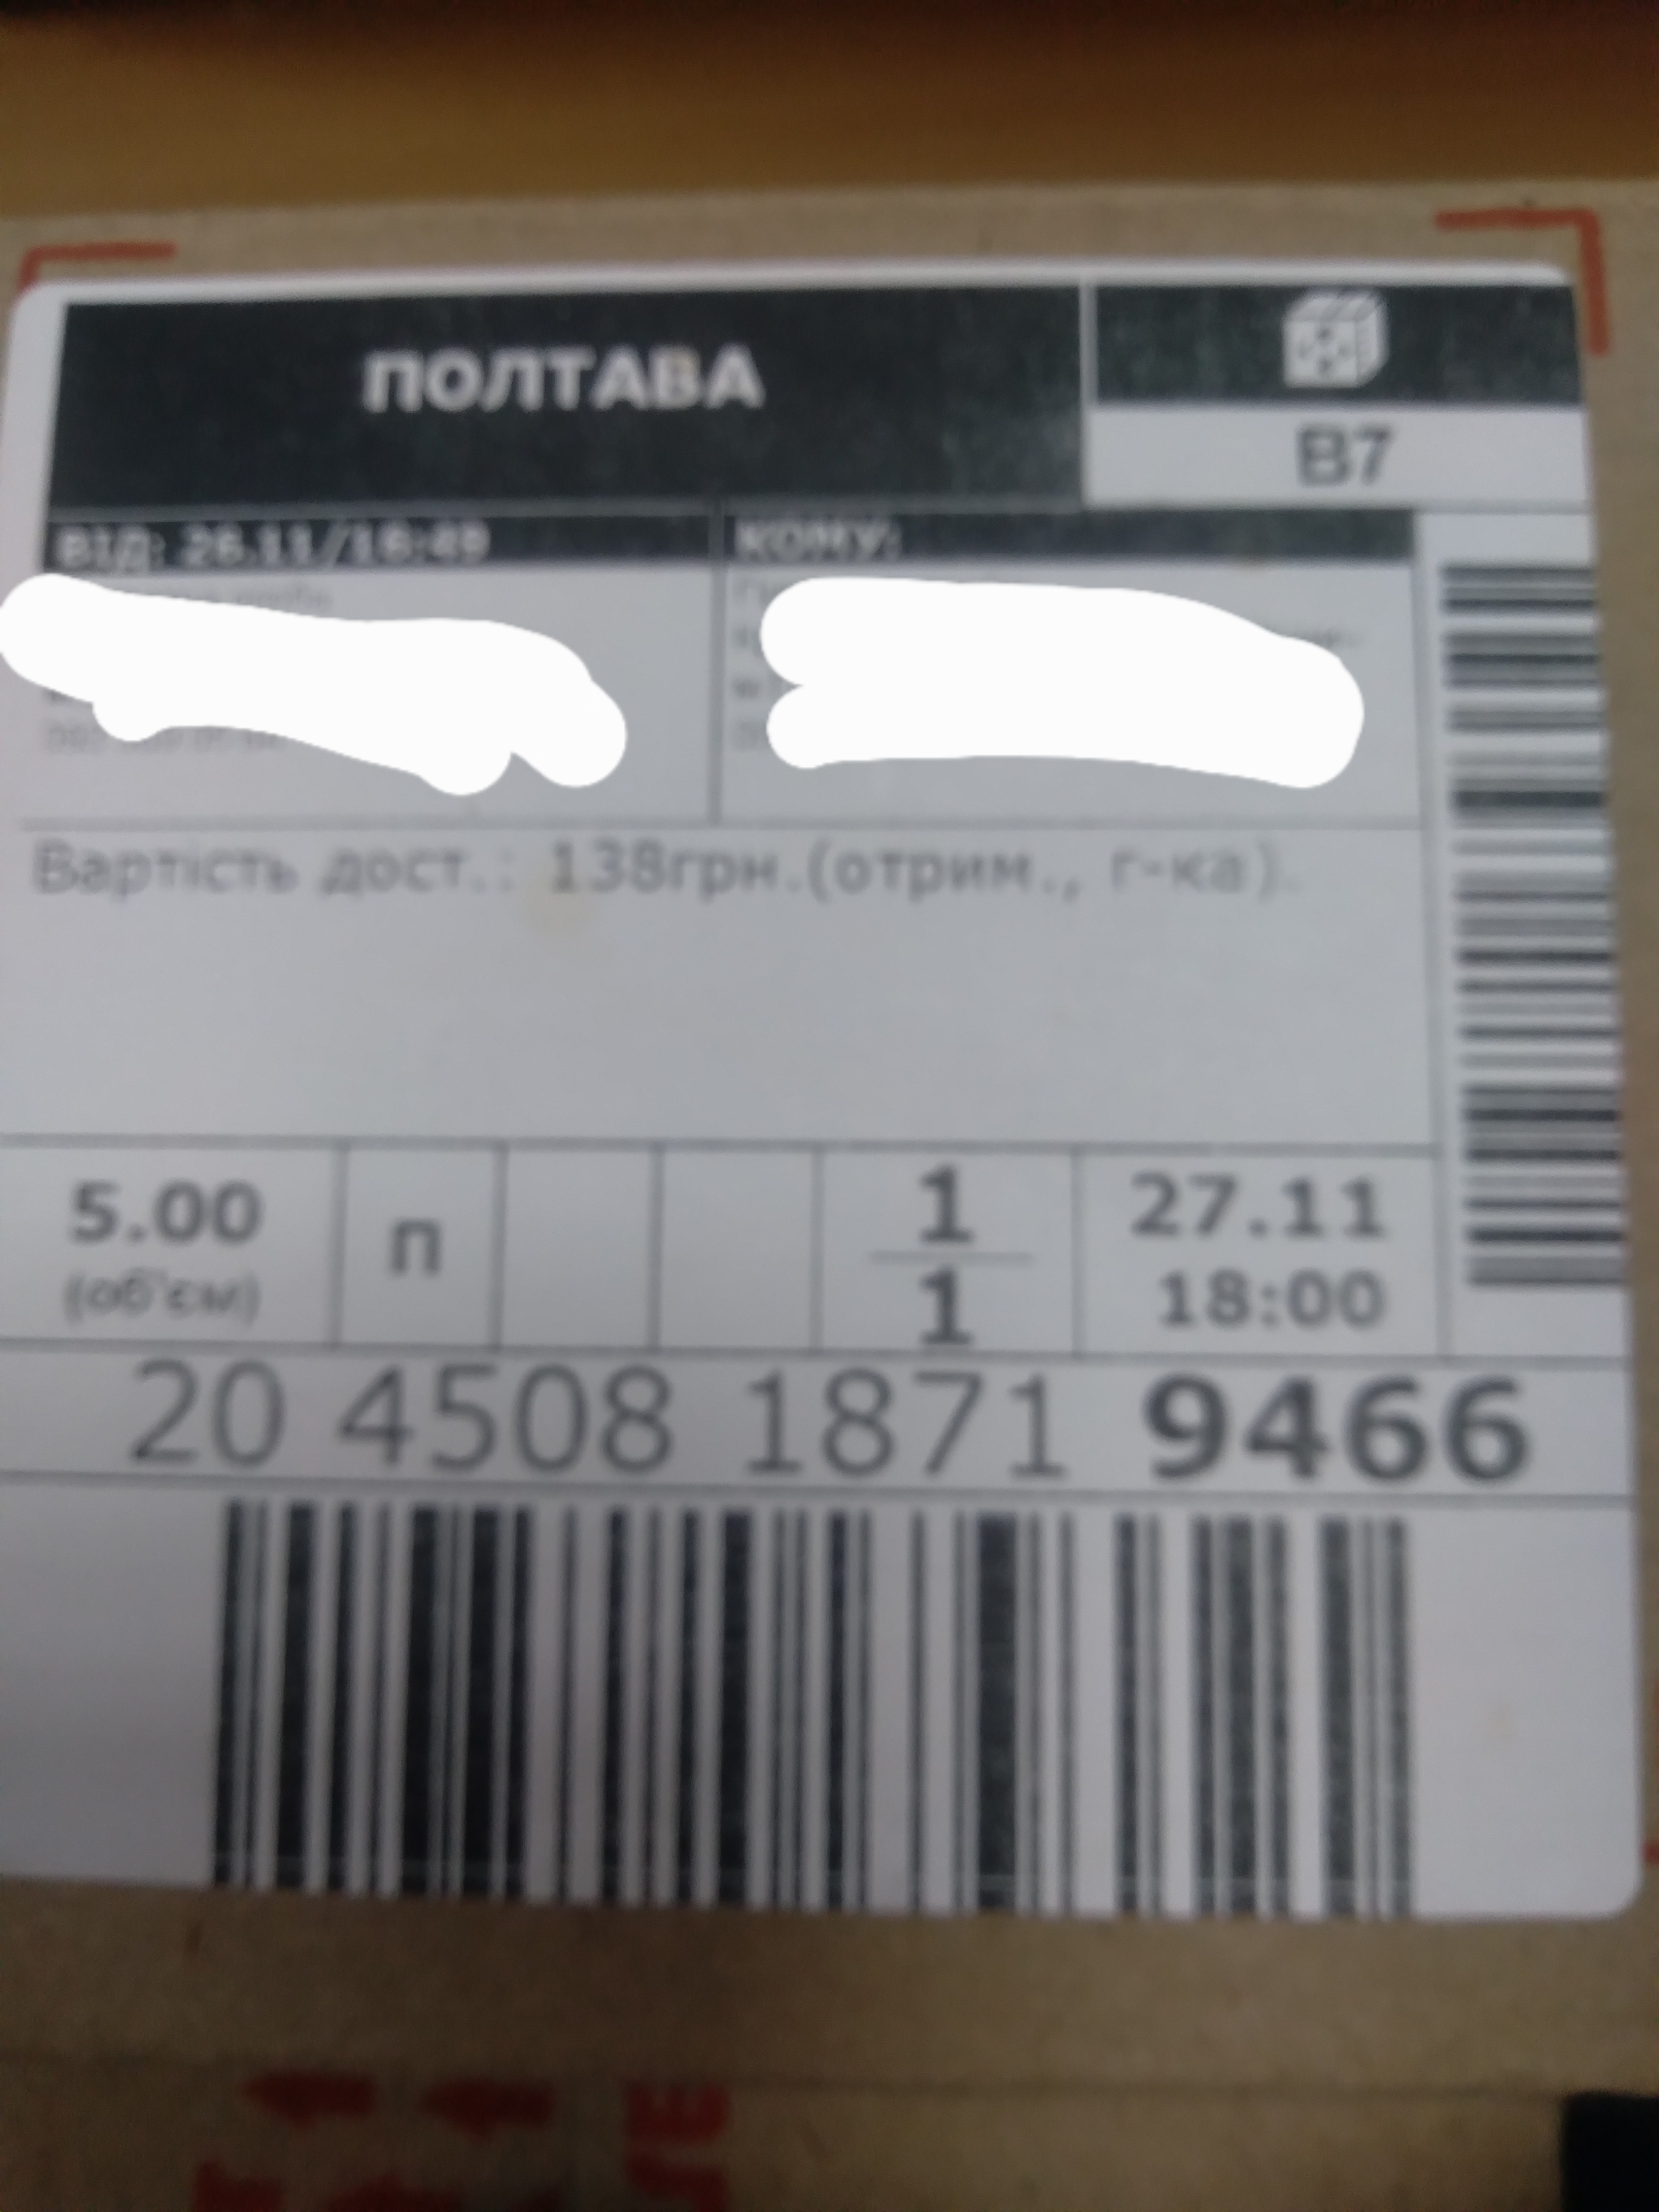 ПОЛТАВА
В7
ВІД: 26.11/16:49
КОМУ:
Вартість дост.: 138грн.(отрим., г-ка).
5.00
(об'єм)
п
1
1
27.11
18:00
20 4508 1871 9466